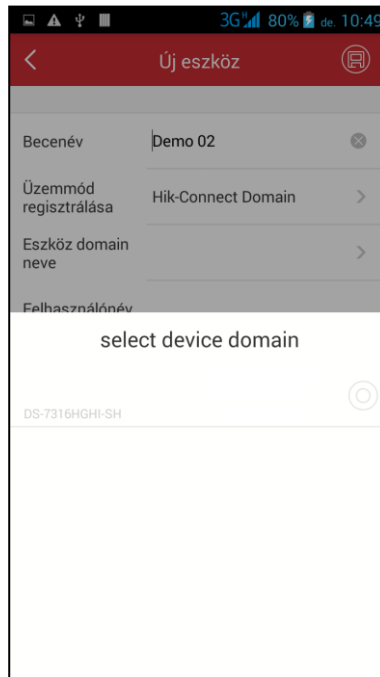 3G H 80% de. 10:49
Új eszköz
Becenév Demo 02
Üzemmód
regisztrálása Hik-Connect Domain
Eszköz domain
neve
Felhasználónév
select device domain
DS-7316HGHI-SH